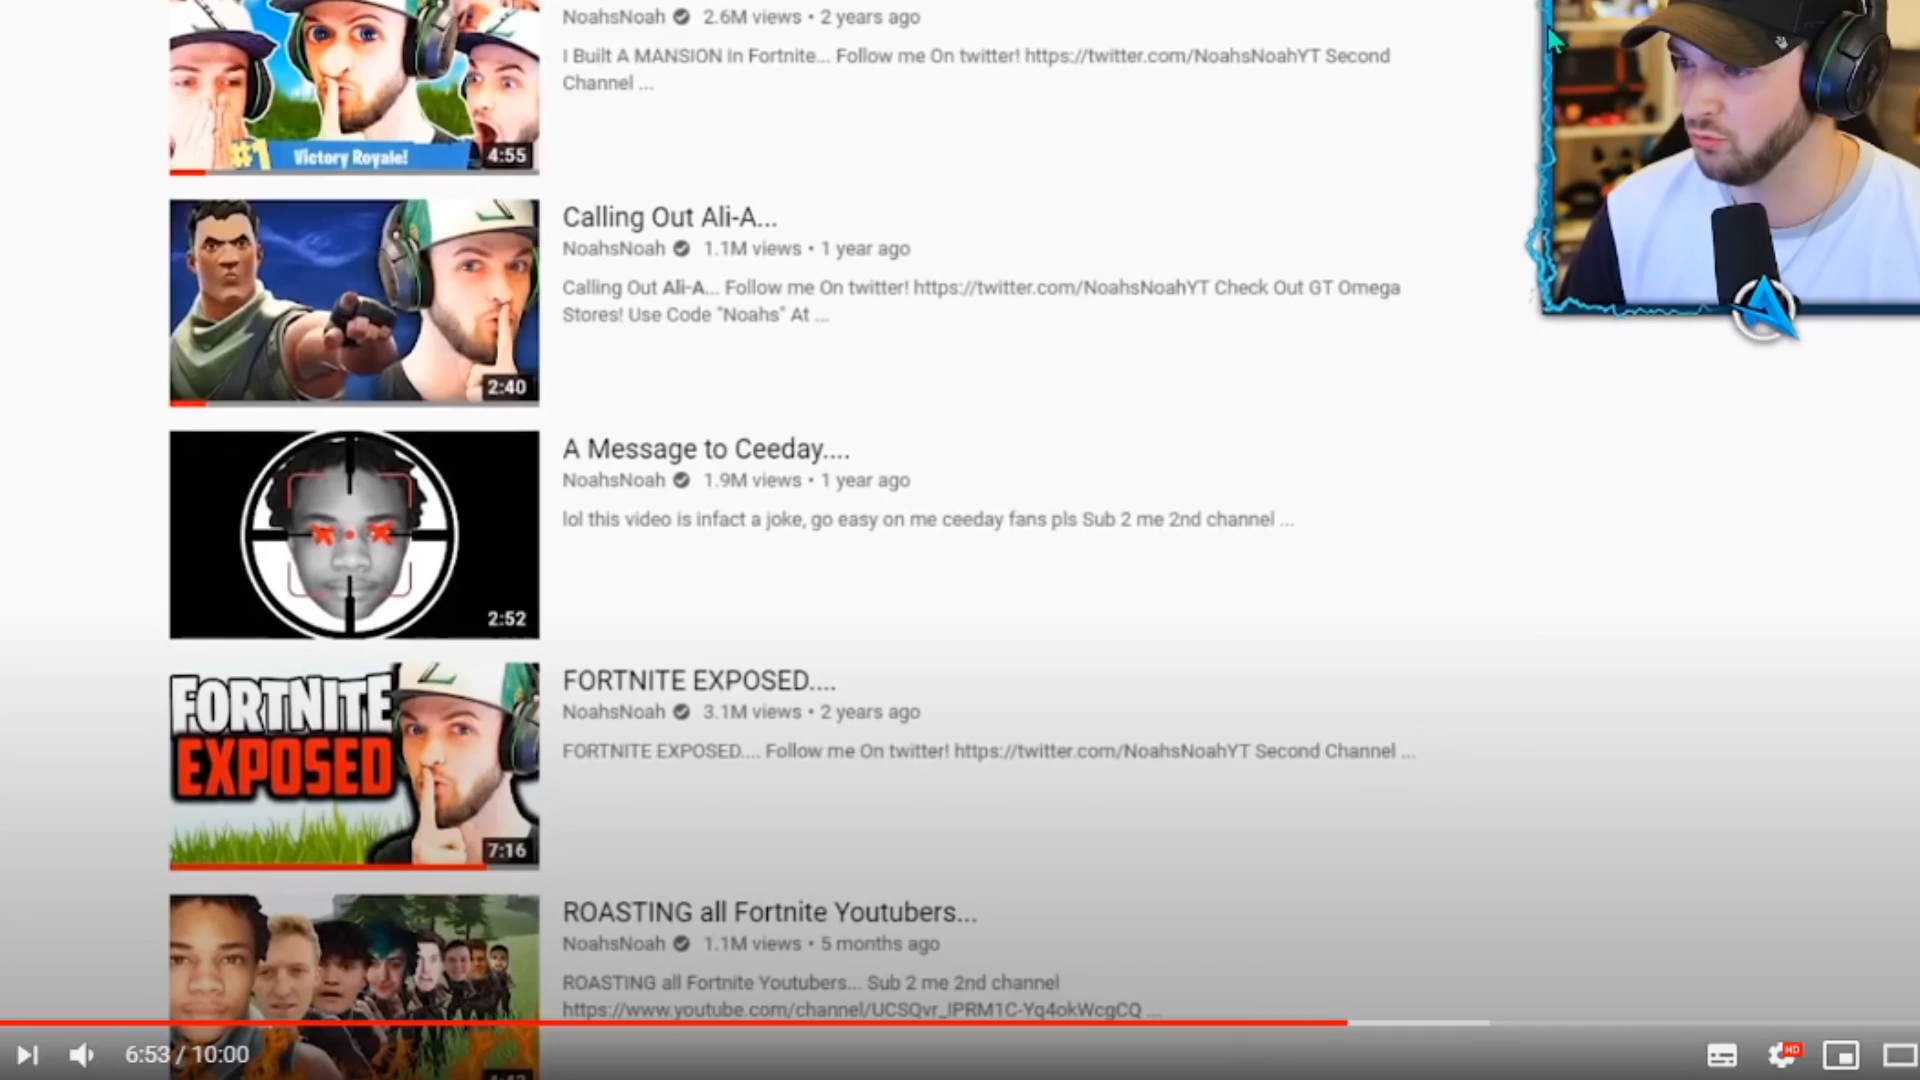 NoahsNoah 2.6M views • 2 years ago
I Built A MANSION In Fortnite... Follow me On twitter! https://twitter.com/NoahsNoahYT Second
Channel ...
#1 Victory Royale!
4:55
Calling Out Ali-A...
NoahsNoah 1.1M views • 1 year ago
Calling Out Ali-A... Follow me On twitter! https://twitter.com/NoahsNoahYT Check Out GT Omega
Stores! Use Code "Noahs" At ...
2:40
A Message to Ceeday....
NoahsNoah 1.9M views • 1 year ago
lol this video is infact a joke, go easy on me ceeday fans pls Sub 2 me 2nd channel ...
2:52
FORTNITE EXPOSED....
NoahsNoah 3.1M views • 2 years ago
FORTNITE EXPOSED.... Follow me On twitter! https://twitter.com/NoahsNoahYT Second Channel ...
FORTNITE
EXPOSED
7:16
ROASTING all Fortnite Youtubers...
NoahsNoah 1.1M views • 5 months ago
ROASTING all Fortnite Youtubers... Sub 2 me 2nd channel
https://www.youtube.com/channel/UCSQvr_IPRM1C-Yq4okWcgCQ ...
6:53 / 10:00
HD